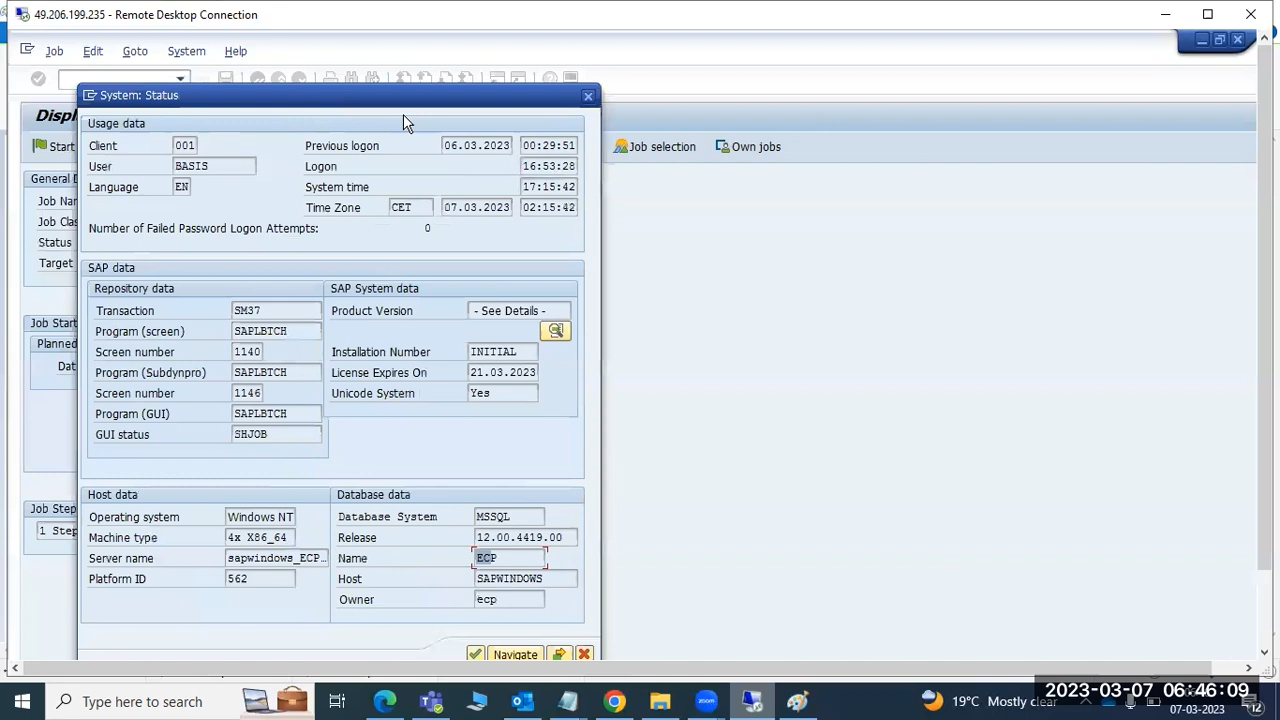 49.206.199.235 - Remote Desktop Connection
Job Edit Goto System Help
System: Status
Usage data
Client 001 Previous logon 06.03.2023 00:29:51
User BASIS Logon 16:53:28
Language EN System time 17:15:42
Time Zone CET 07.03.2023 02:15:42
Number of Failed Password Logon Attempts: 0
SAP data
Repository data
Transaction SM37
Program (screen) SAPLBTCH
Screen number 1140
Program (Subdynpro) SAPLBTCH
Screen number 1146
Program (GUI) SAPLBTCH
GUI status SHJOB
SAP System data
Product Version - See Details -
Installation Number INITIAL
License Expires On 21.03.2023
Unicode System Yes
Host data
Operating system Windows NT
Machine type 4x X86_64
Server name sapwindows_ECP...
Platform ID 562
Database data
Database System MSSQL
Release 12.00.4419.00
Name ECP
Host SAPWINDOWS
Owner ecp
Navigate
Displ
Start
Job selection Own jobs
General D
Job Nam
Job Clas
Status
Target
Job Start
Planned
Dat
Job Step
1 Step
Type here to search
19°C Mostly clear
2023-03-07 06:46:09
07-03-2023
12